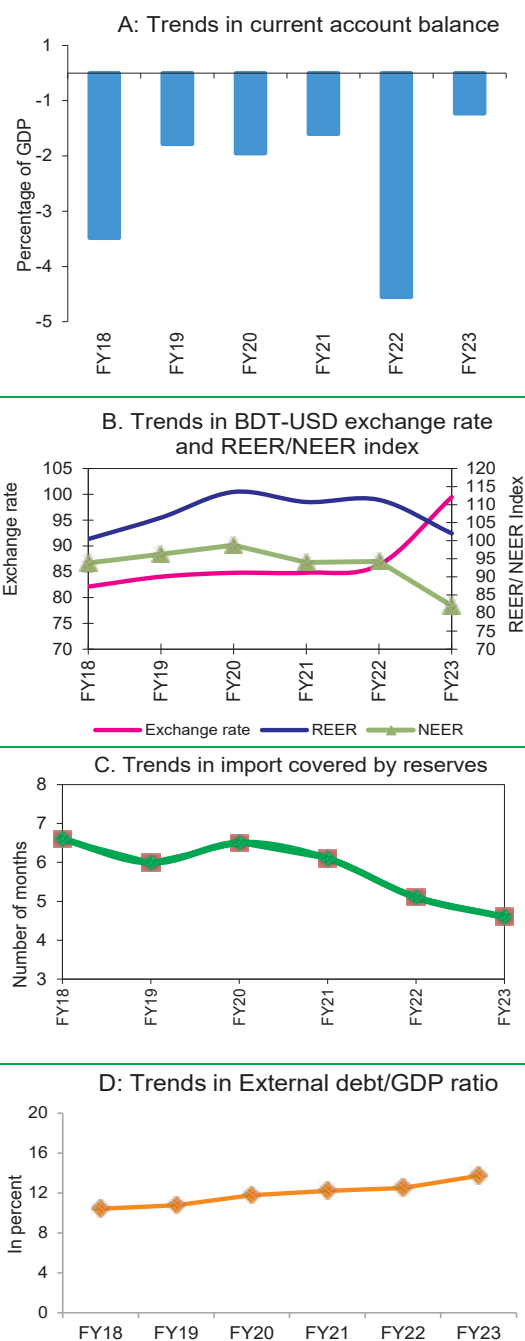 A: Trends in current account balance
Percentage of GDP
1
-1
-2
-3
-4
-5
FY18
FY19
FY20
FY21
FY22
FY23
B. Trends in BDT-USD exchange rate
and REER/NEER index
Exchange rate
105
100
95
90
85
80
75
70
120
115
110
105
100
95
90
85
80
75
70
REER/ NEER Index
FY18
FY19
FY20
FY21
FY22
FY23
Exchange rate
REER
NEER
C. Trends in import covered by reserves
Number of months
8
7
6
5
4
3
FY18
FY19
FY20
FY21
FY22
FY23
D: Trends in External debt/GDP ratio
In percent
20
16
12
8
4
0
FY18
FY19
FY20
FY21
FY22
FY23